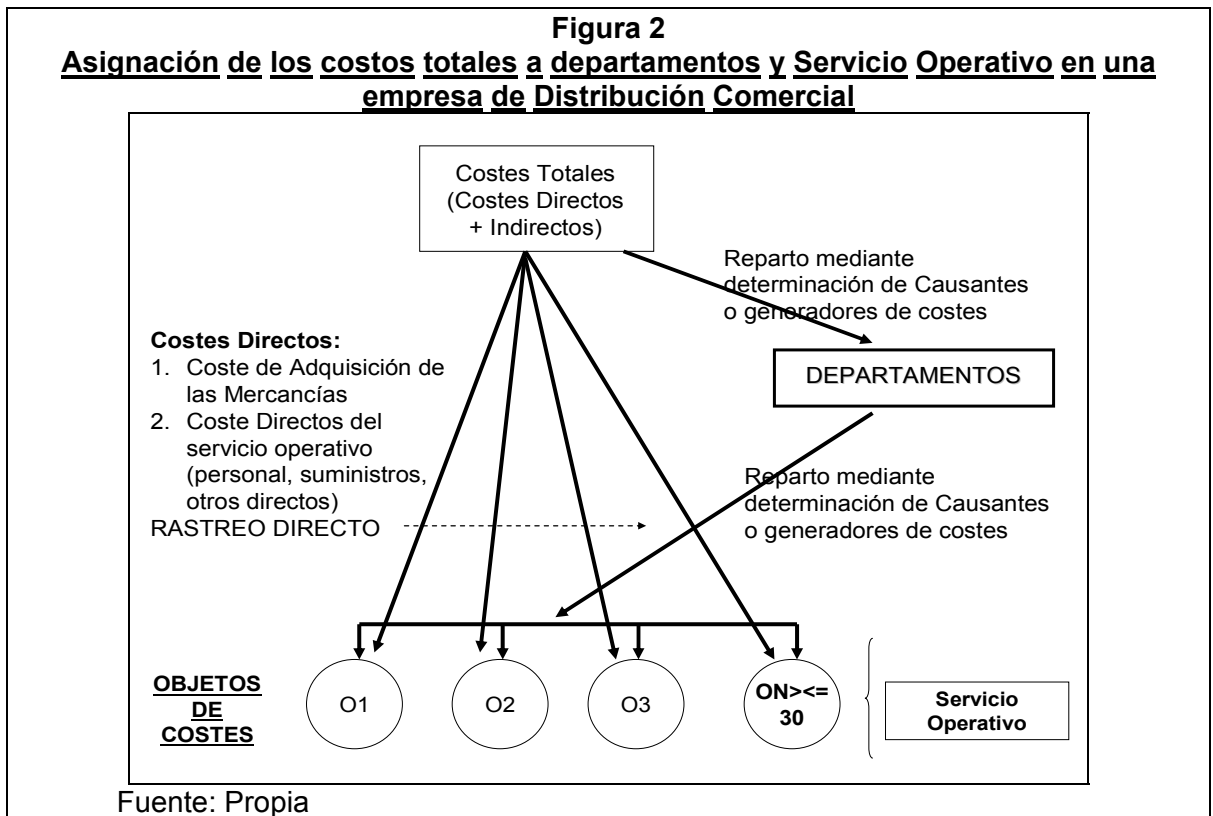 Figura 2
Asignación de los costos totales a departamentos y Servicio Operativo en una
empresa de Distribución Comercial
Costes Totales
(Costes Directos
+ Indirectos)
Reparto mediante
determinación de Causantes
o generadores de costes
Costes Directos:
1. Coste de Adquisición de
las Mercancías
2. Coste Directos del
servicio operativo
(personal, suministros,
otros directos)
RASTREO DIRECTO
DEPARTAMENTOS
Reparto mediante
determinación de Causantes
o generadores de costes
OBJETOS
DE
COSTES
O1
O2
O3
ON><=
30
Servicio
Operativo
Fuente: Propia